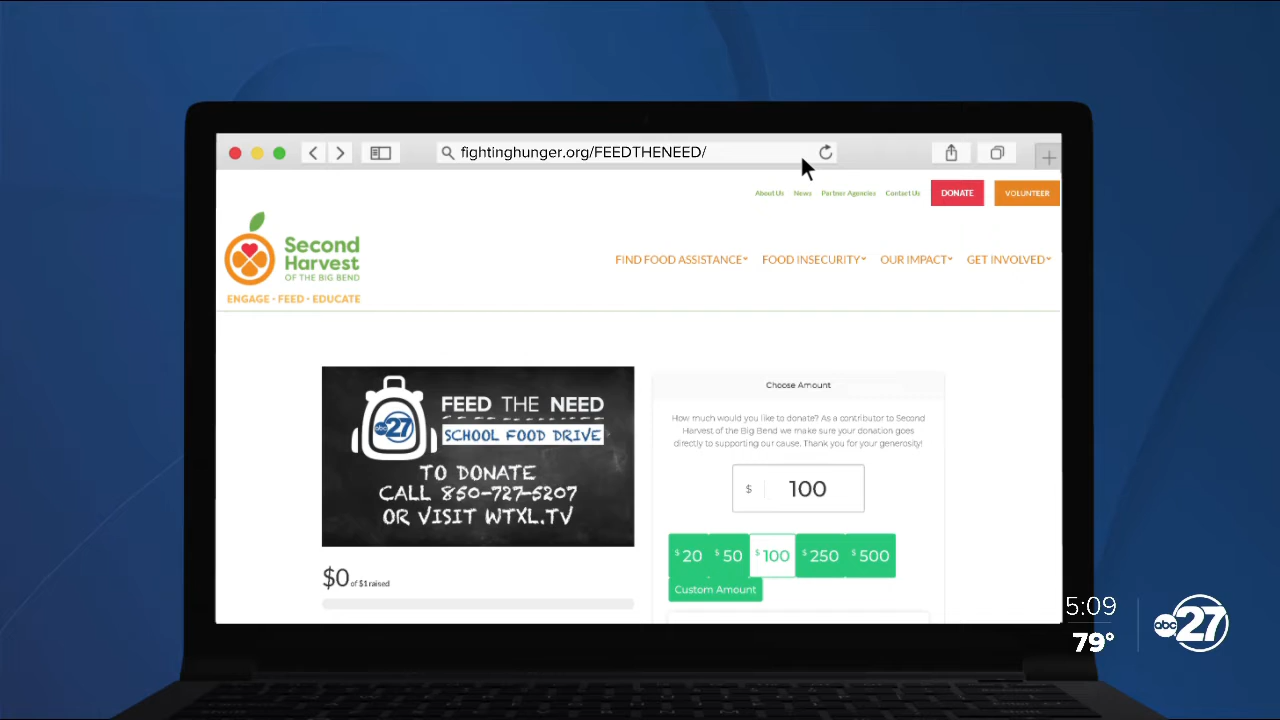 fightinghunger.org/FEEDTHENEED/
About Us News Partner Agencies Contact Us DONATE VOLUNTEER
Second
Harvest
OF THE BIG BEND
ENGAGE • FEED • EDUCATE
FIND FOOD ASSISTANCE FOOD INSECURITY OUR IMPACT GET INVOLVED
FEED THE NEED
abc 27
SCHOOL FOOD DRIVE
TO DONATE
CALL 850-727-5207
OR VISIT WTXL.TV
$0 of $1 raised
Choose Amount
How much would you like to donate? As a contributor to Second
Harvest of the Big Bend we make sure your donation goes
directly to supporting our cause. Thank you for your generosity!
$ 100
$20 $50 $100 $250 $500
Custom Amount
5:09
79°
abc 27